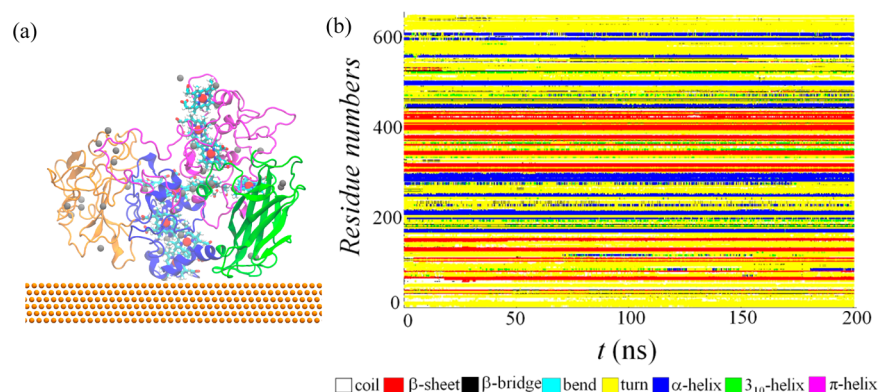 (a)
(b)
Residue numbers
600
400
200
0
0 50 100 150 200
t (ns)
coil β-sheet β-bridge bend turn α-helix 3₁₀-helix π-helix